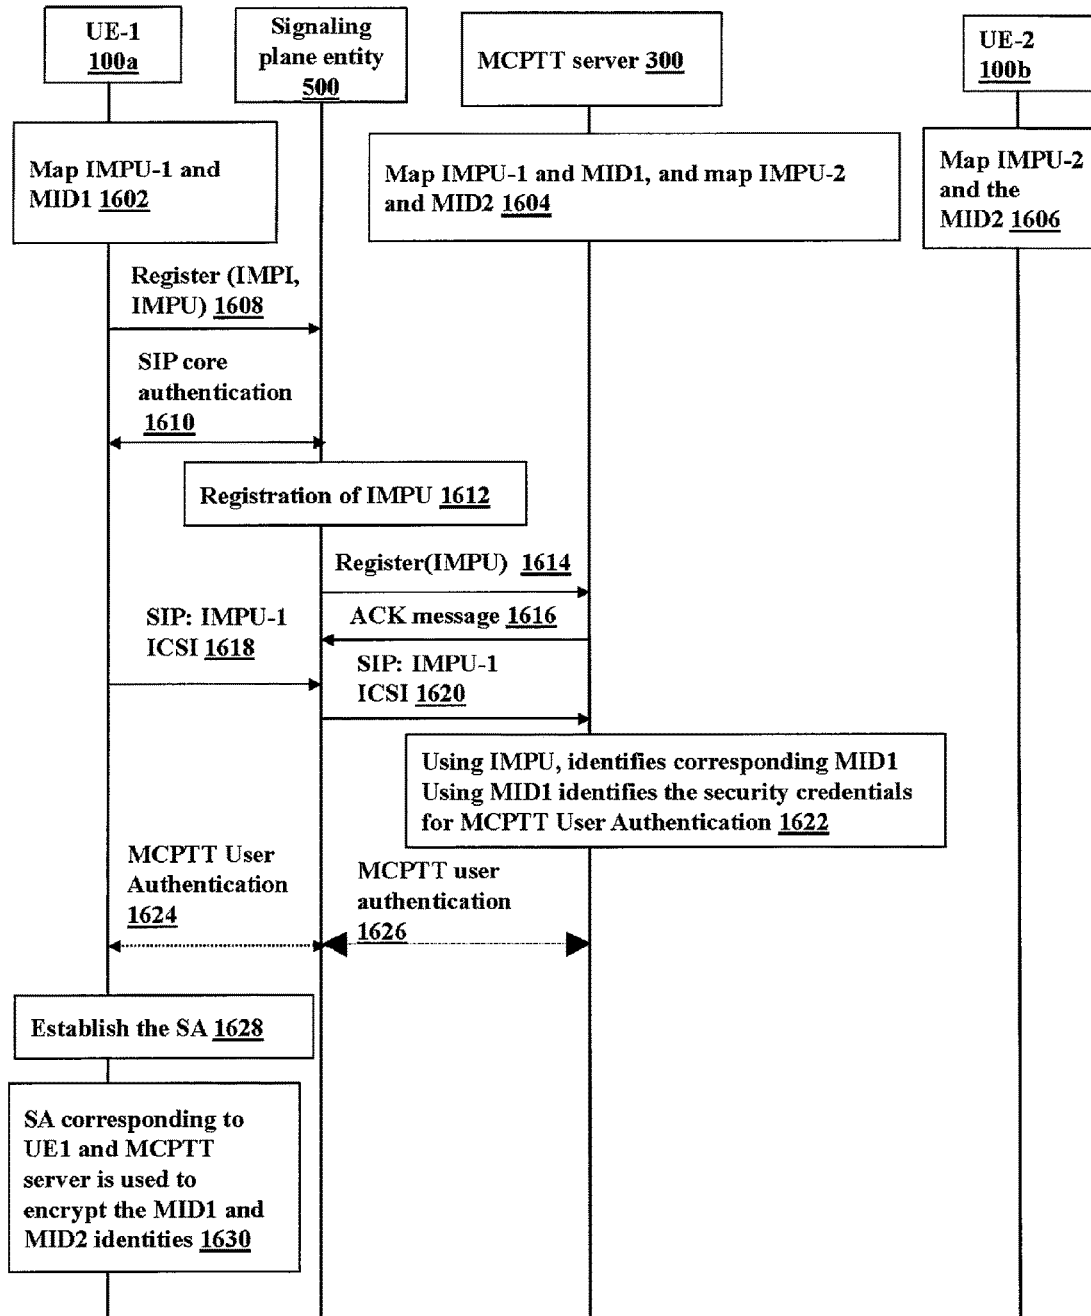 UE-1
100a
Signaling
plane entity
500
MCPTT server 300
UE-2
100b
Map IMPU-1 and
MID1 1602
Map IMPU-1 and MID1, and map IMPU-2
and MID2 1604
Map IMPU-2
and the
MID2 1606
Register (IMPI,
IMPU) 1608
SIP core
authentication
1610
Registration of IMPU 1612
Register(IMPU) 1614
ACK message 1616
SIP: IMPU-1
ICSI 1618
SIP: IMPU-1
ICSI 1620
Using IMPU, identifies corresponding MID1
Using MID1 identifies the security credentials
for MCPTT User Authentication 1622
MCPTT User
Authentication
1624
MCPTT user
authentication
1626
Establish the SA 1628
SA corresponding to
UE1 and MCPTT
server is used to
encrypt the MID1 and
MID2 identities 1630